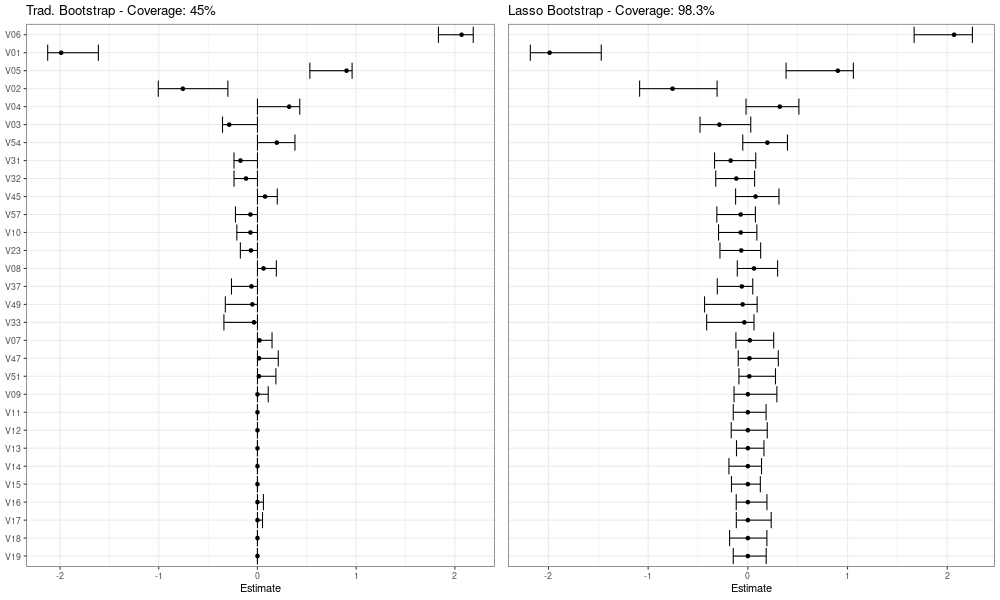 Trad. Bootstrap - Coverage: 45%
Lasso Bootstrap - Coverage: 98.3%
V06
V01
V05
V02
V04
V03
V54
V31
V32
V45
V57
V10
V23
V08
V37
V49
V33
V07
V47
V51
V09
V11
V12
V13
V14
V15
V16
V17
V18
V19
-2 -1 0 1 2
-2 -1 0 1 2
Estimate
Estimate